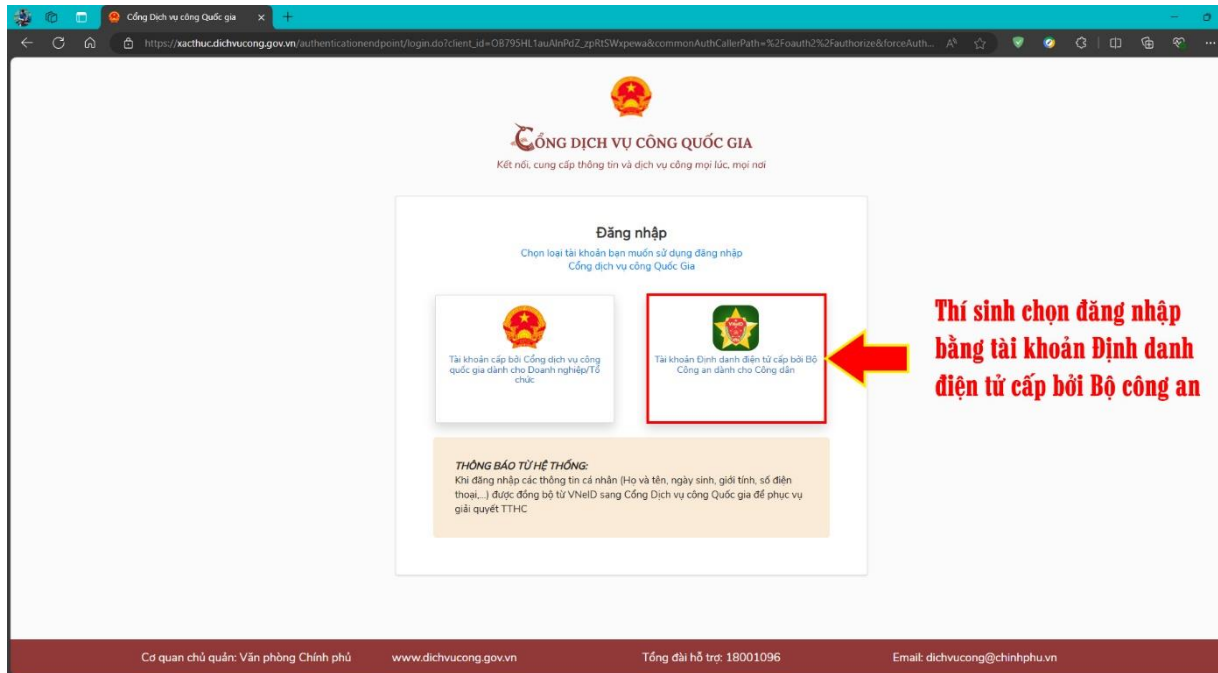 Cổng Dịch vụ công Quốc gia
https://xacthuc.dichvucong.gov.vn/authenticationendpoint/login.do?client_id=OB795HL1auAlnPdZ_zpRtSWxpewa&commonAuthCallerPath=%2Foauth2%2Fauthorize&forceAuth...
CỔNG DỊCH VỤ CÔNG QUỐC GIA
Kết nối, cung cấp thông tin và dịch vụ công mọi lúc, mọi nơi
Đăng nhập
Chọn loại tài khoản bạn muốn sử dụng đăng nhập
Cổng dịch vụ công Quốc Gia
Tài khoản cấp bởi Cổng dịch vụ công
quốc gia dành cho Doanh nghiệp/Tổ
chức
VNeID
Tài khoản Định danh điện tử cấp bởi Bộ
Công an dành cho Công dân
Thí sinh chọn đăng nhập
bằng tài khoản Định danh
điện tử cấp bởi Bộ công an
THÔNG BÁO TỪ HỆ THỐNG:
Khi đăng nhập các thông tin cá nhân (Họ và tên, ngày sinh, giới tính, số điện
thoại,...) được đồng bộ từ VNeID sang Cổng Dịch vụ công Quốc gia để phục vụ
giải quyết TTHC
Cơ quan chủ quản: Văn phòng Chính phủ
www.dichvucong.gov.vn
Tổng đài hỗ trợ: 18001096
Email: dichvucong@chinhphu.vn